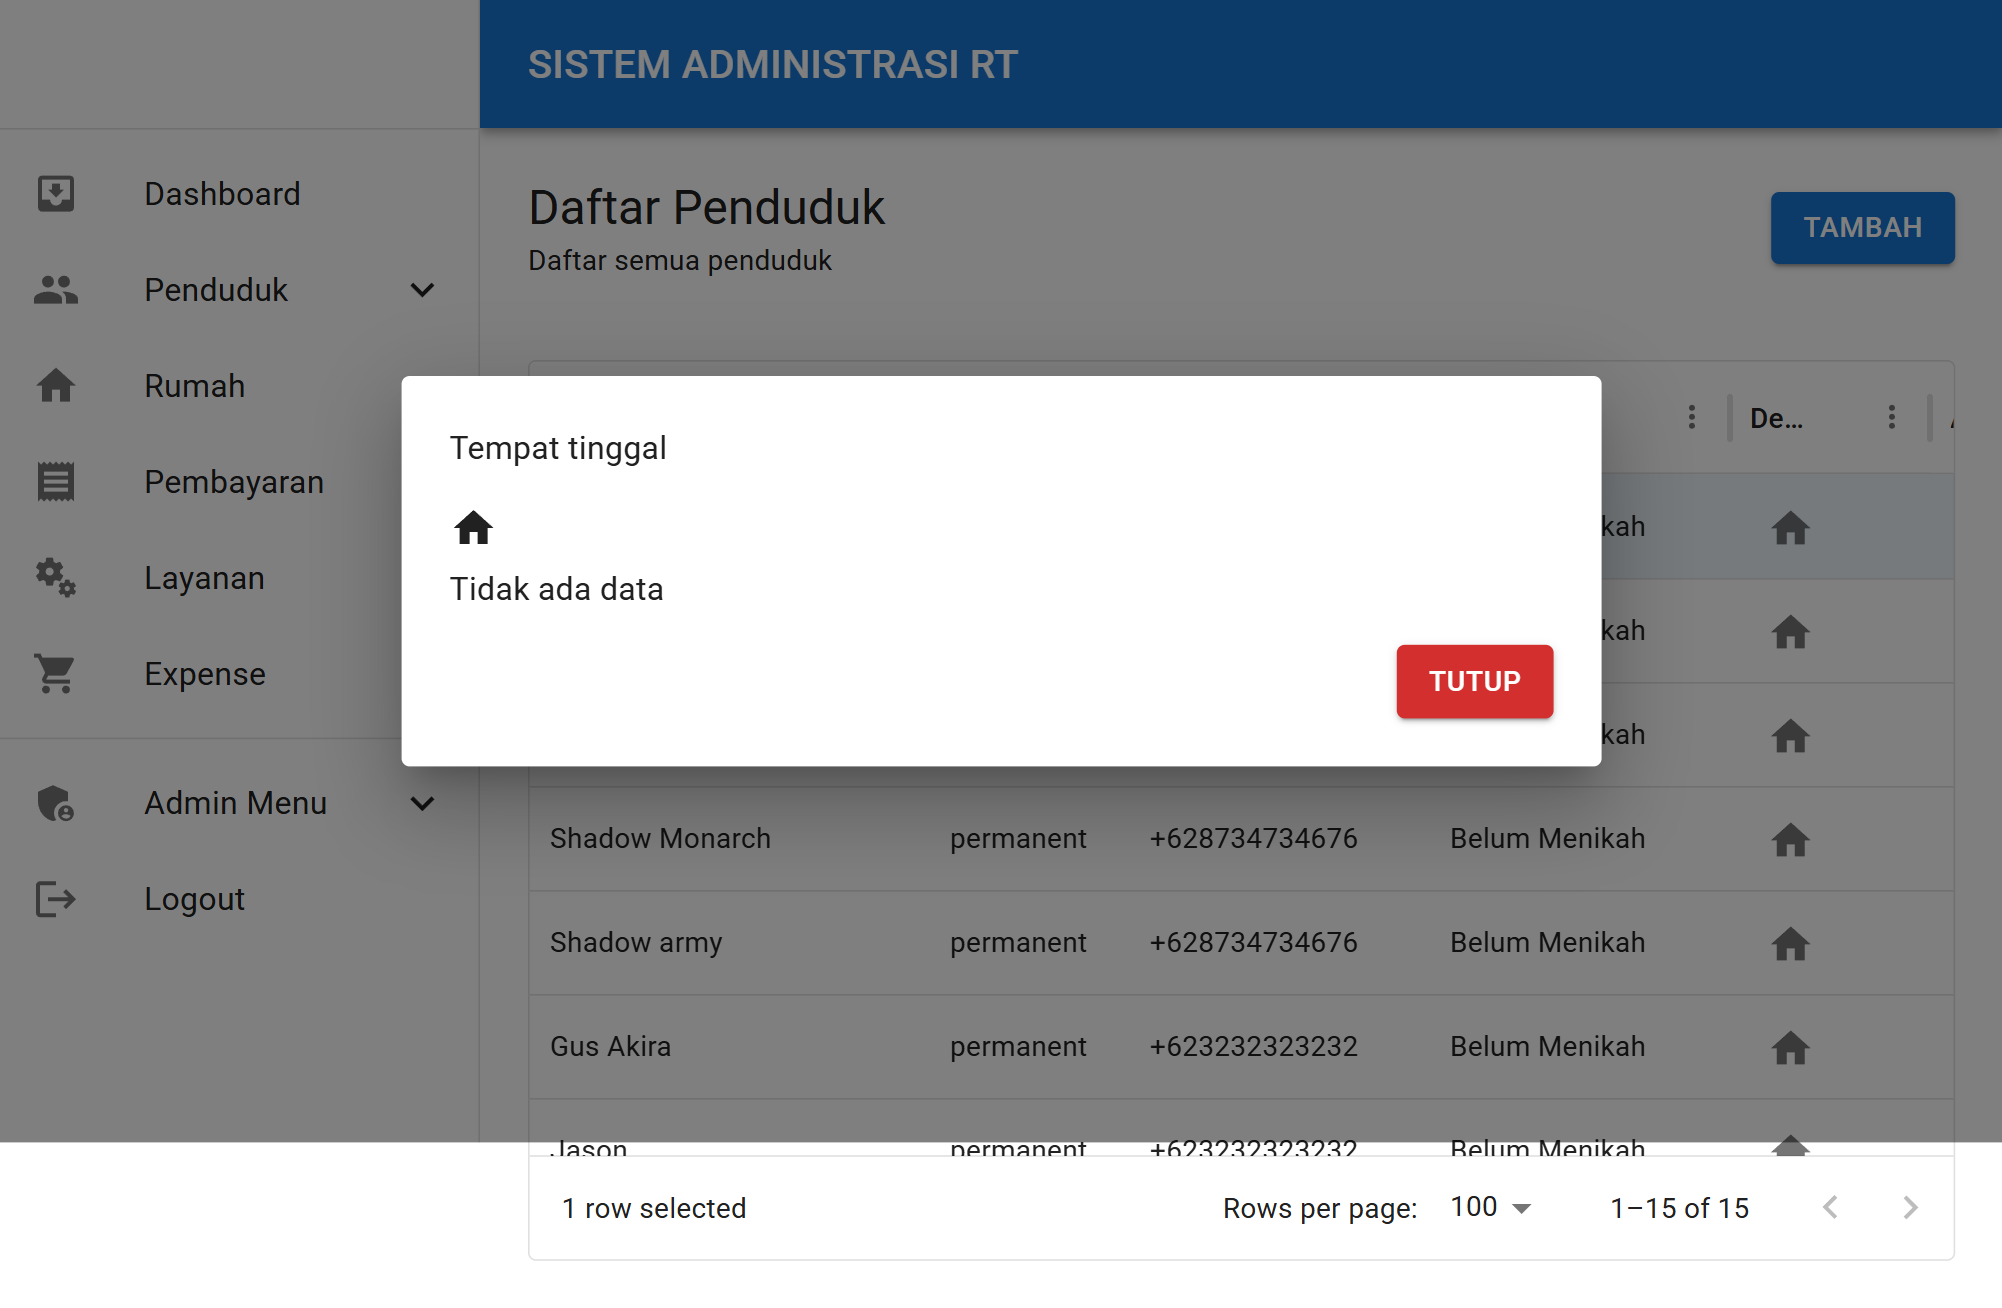 SISTEM ADMINISTRASI RT
Dashboard
Penduduk
Rumah
Pembayaran
Layanan
Expense
Admin Menu
Logout
Daftar Penduduk
Daftar semua penduduk
TAMBAH
De...
Tempat tinggal
Tidak ada data
TUTUP
kah
kah
kah
Shadow Monarch permanent +628734734676 Belum Menikah
Shadow army permanent +628734734676 Belum Menikah
Gus Akira permanent +623232323232 Belum Menikah
Jason permanent +623232323232 Belum Menikah
1 row selected Rows per page: 100 1–15 of 15